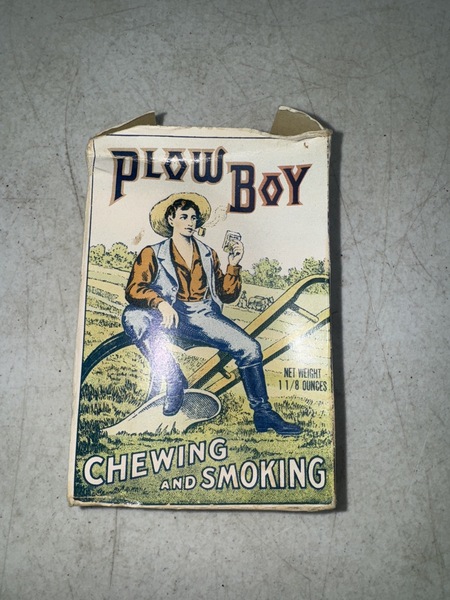 PLOW BOY
NET WEIGHT
1 1/8 OUNCES
CHEWING
AND SMOKING